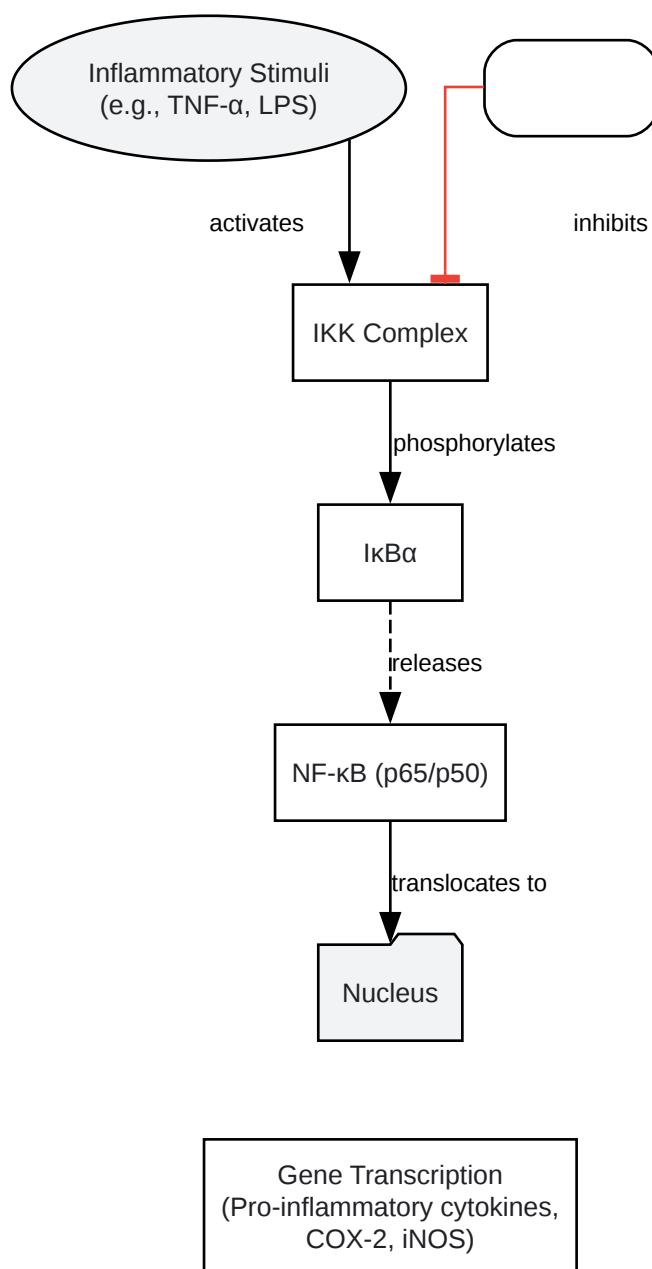 Inflammatory Stimuli
(e.g., TNF-α, LPS)
activates
inhibits
IKK Complex
phosphorylates
IκBα
releases
NF-κB (p65/p50)
translocates to
Nucleus
Gene Transcription
(Pro-inflammatory cytokines,
COX-2, iNOS)